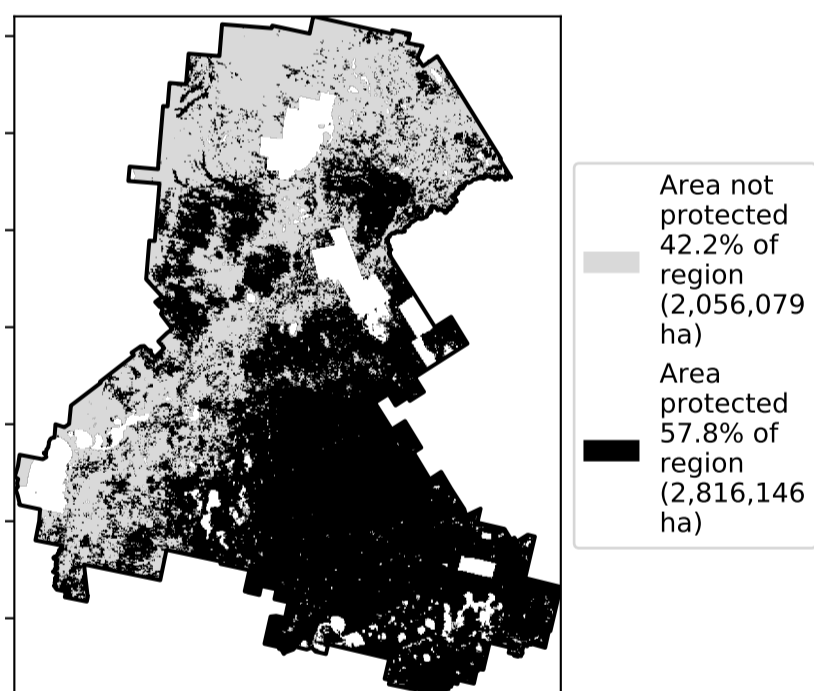 Area not
protected
42.2% of
region
(2,056,079
ha)
Area
protected
57.8% of
region
(2,816,146
ha)